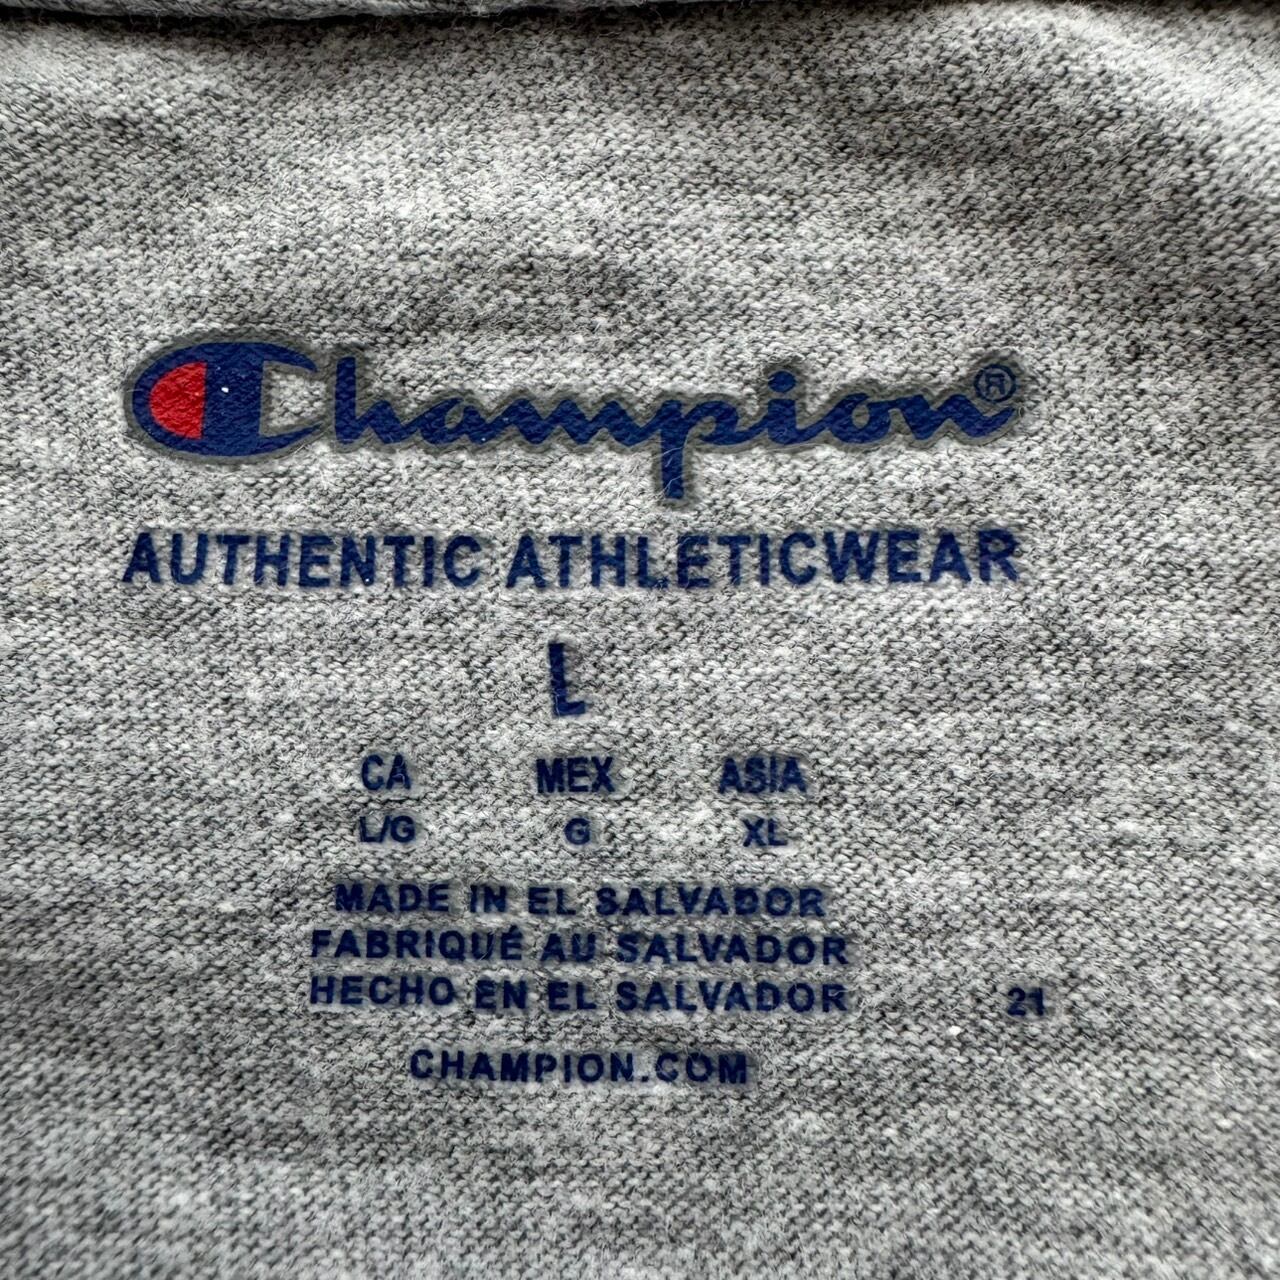 Champion®
AUTHENTIC ATHLETICWEAR
L
CA MEX ASIA
L/G G XL
MADE IN EL SALVADOR
FABRIQUÉ AU SALVADOR
HECHO EN EL SALVADOR 21
CHAMPION.COM